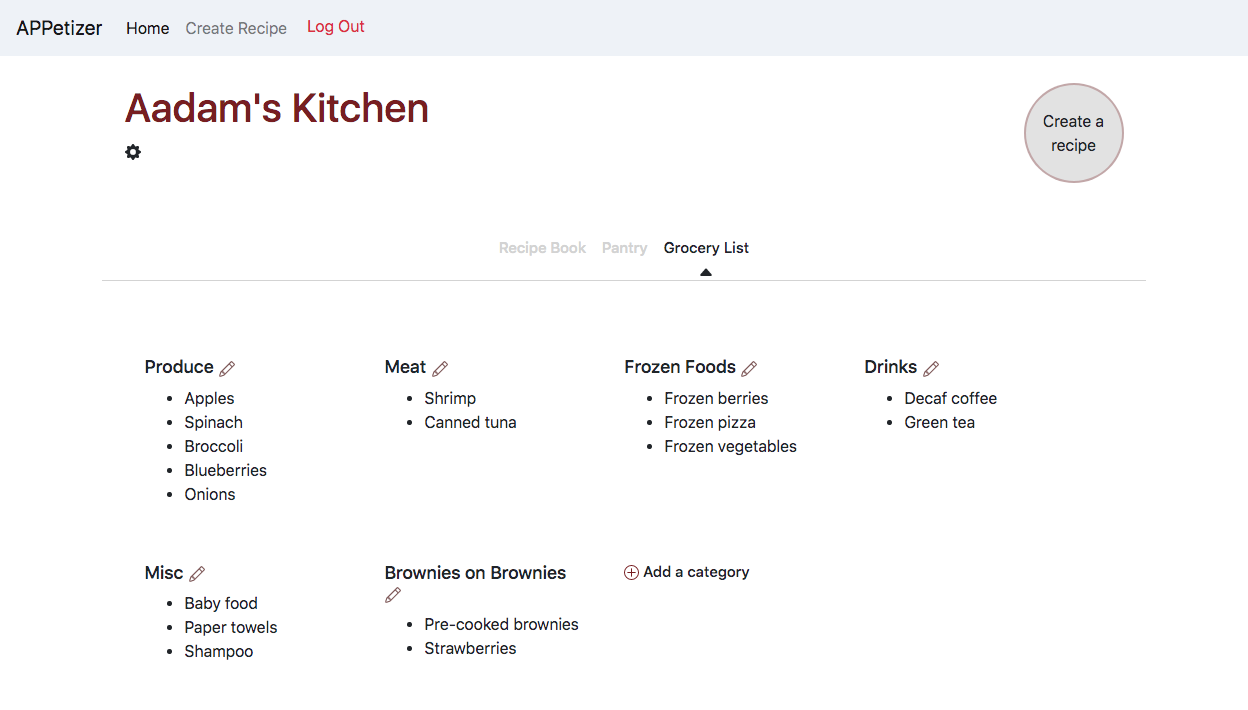 APPetizer Home Create Recipe Log Out
Aadam's Kitchen
Create a
recipe
Recipe Book Pantry Grocery List
Produce
Apples
Spinach
Broccoli
Blueberries
Onions
Meat
Shrimp
Canned tuna
Frozen Foods
Frozen berries
Frozen pizza
Frozen vegetables
Drinks
Decaf coffee
Green tea
Misc
Baby food
Paper towels
Shampoo
Brownies on Brownies
Pre-cooked brownies
Strawberries
Add a category